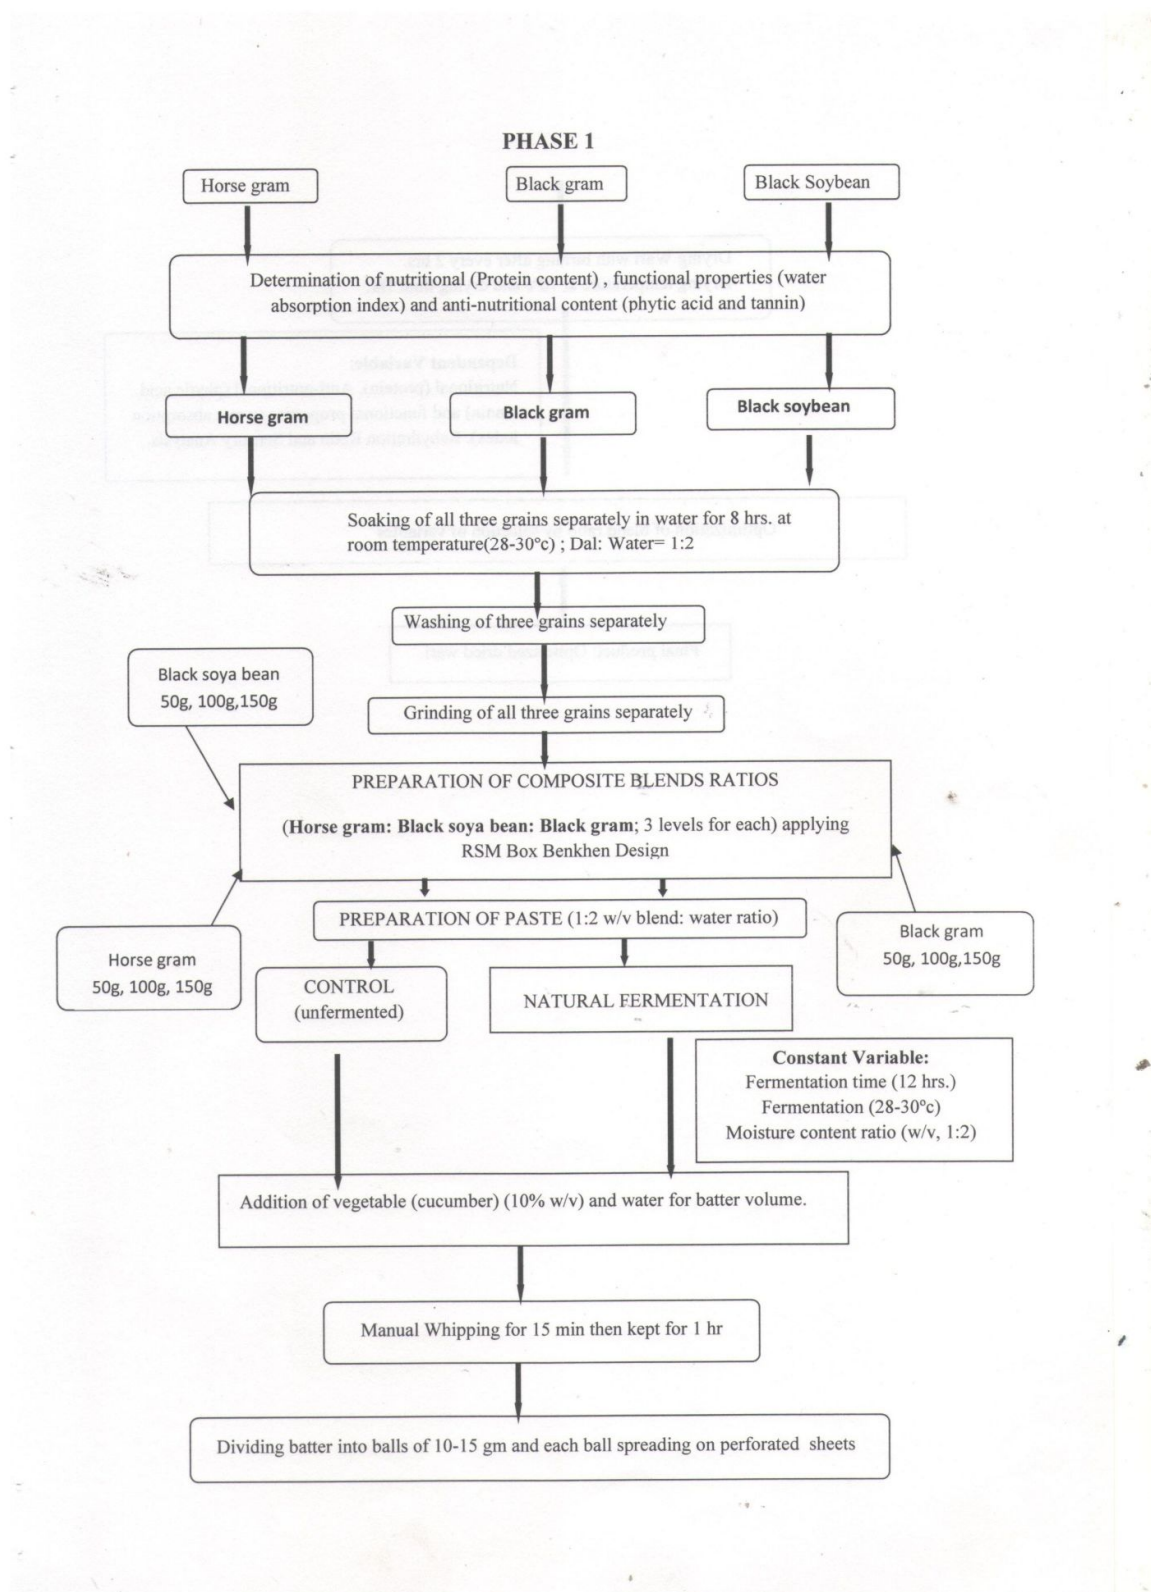 PHASE 1
Horse gram
Black gram
Black Soybean
Determination of nutritional (Protein content) , functional properties (water
absorption index) and anti-nutritional content (phytic acid and tannin)
Horse gram
Black gram
Black soybean
Soaking of all three grains separately in water for 8 hrs. at
room temperature(28-30ºc) ; Dal: Water= 1:2
Washing of three grains separately
Black soya bean
50g, 100g,150g
Grinding of all three grains separately
PREPARATION OF COMPOSITE BLENDS RATIOS
(Horse gram: Black soya bean: Black gram; 3 levels for each) applying
RSM Box Benkhen Design
PREPARATION OF PASTE (1:2 w/v blend: water ratio)
Horse gram
50g, 100g, 150g
Black gram
50g, 100g,150g
CONTROL
(unfermented)
NATURAL FERMENTATION
Constant Variable:
Fermentation time (12 hrs.)
Fermentation (28-30ºc)
Moisture content ratio (w/v, 1:2)
Addition of vegetable (cucumber) (10% w/v) and water for batter volume.
Manual Whipping for 15 min then kept for 1 hr
Dividing batter into balls of 10-15 gm and each ball spreading on perforated sheets